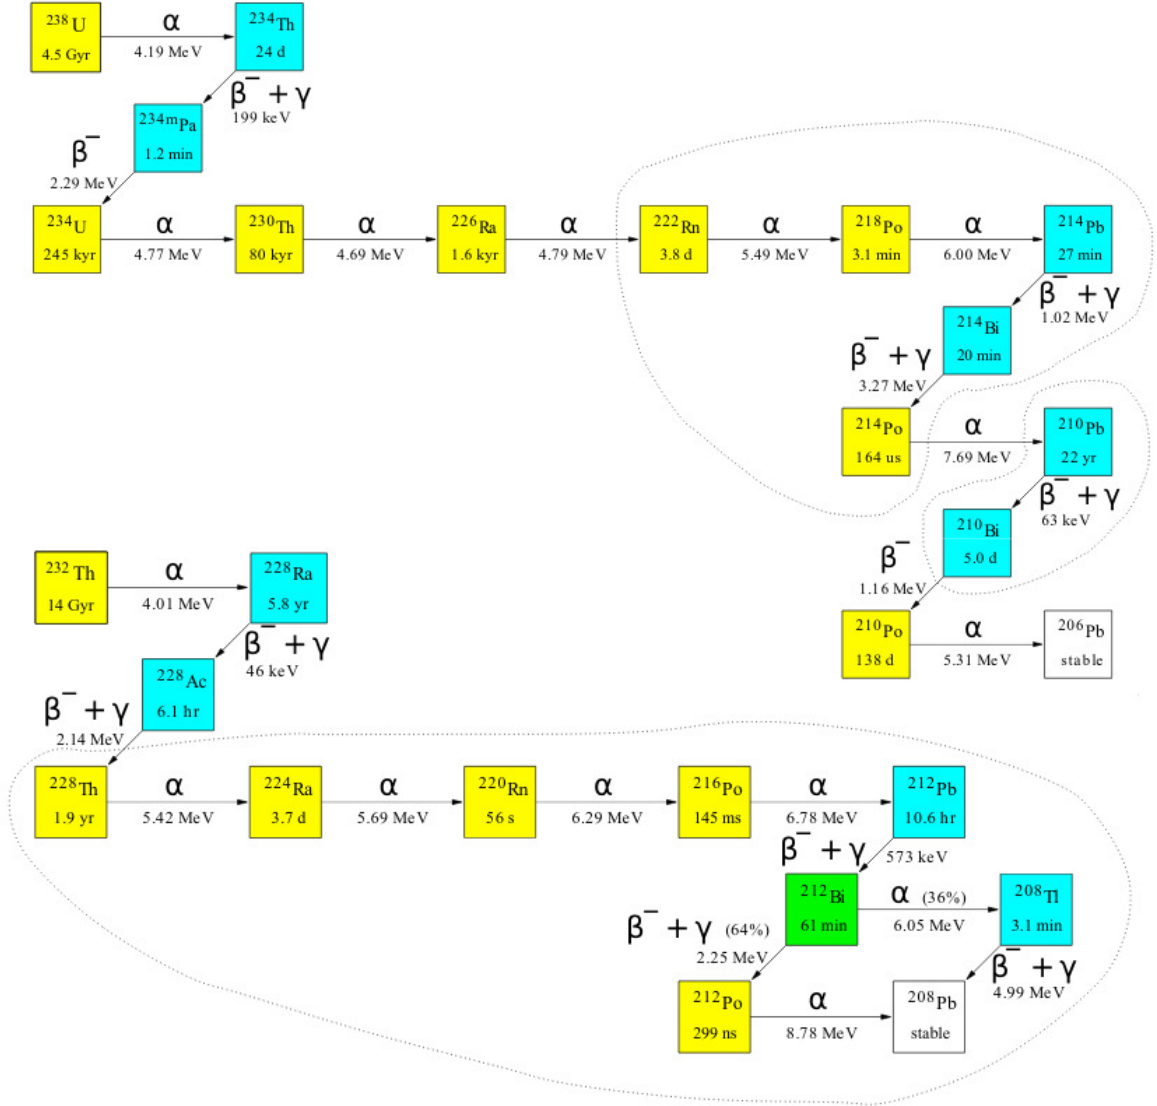 238U
4.5 Gyr
α
4.19 MeV
234Th
24 d
β− + γ
199 keV
234mPa
1.2 min
β−
2.29 MeV
234U
245 kyr
α
4.77 MeV
230Th
80 kyr
α
4.69 MeV
226Ra
1.6 kyr
α
4.79 MeV
222Rn
3.8 d
α
5.49 MeV
218Po
3.1 min
α
6.00 MeV
214Pb
27 min
β− + γ
1.02 MeV
214Bi
20 min
β− + γ
3.27 MeV
214Po
164 us
α
7.69 MeV
210Pb
22 yr
β− + γ
63 keV
210Bi
5.0 d
β−
1.16 MeV
210Po
138 d
α
5.31 MeV
206Pb
stable
232Th
14 Gyr
α
4.01 MeV
228Ra
5.8 yr
β− + γ
46 keV
228Ac
6.1 hr
β− + γ
2.14 MeV
228Th
1.9 yr
α
5.42 MeV
224Ra
3.7 d
α
5.69 MeV
220Rn
56 s
α
6.29 MeV
216Po
145 ms
α
6.78 MeV
212Pb
10.6 hr
β− + γ
573 keV
212Bi
61 min
α (36%)
6.05 MeV
208Tl
3.1 min
β− + γ (64%)
2.25 MeV
β− + γ
4.99 MeV
212Po
299 ns
α
8.78 MeV
208Pb
stable